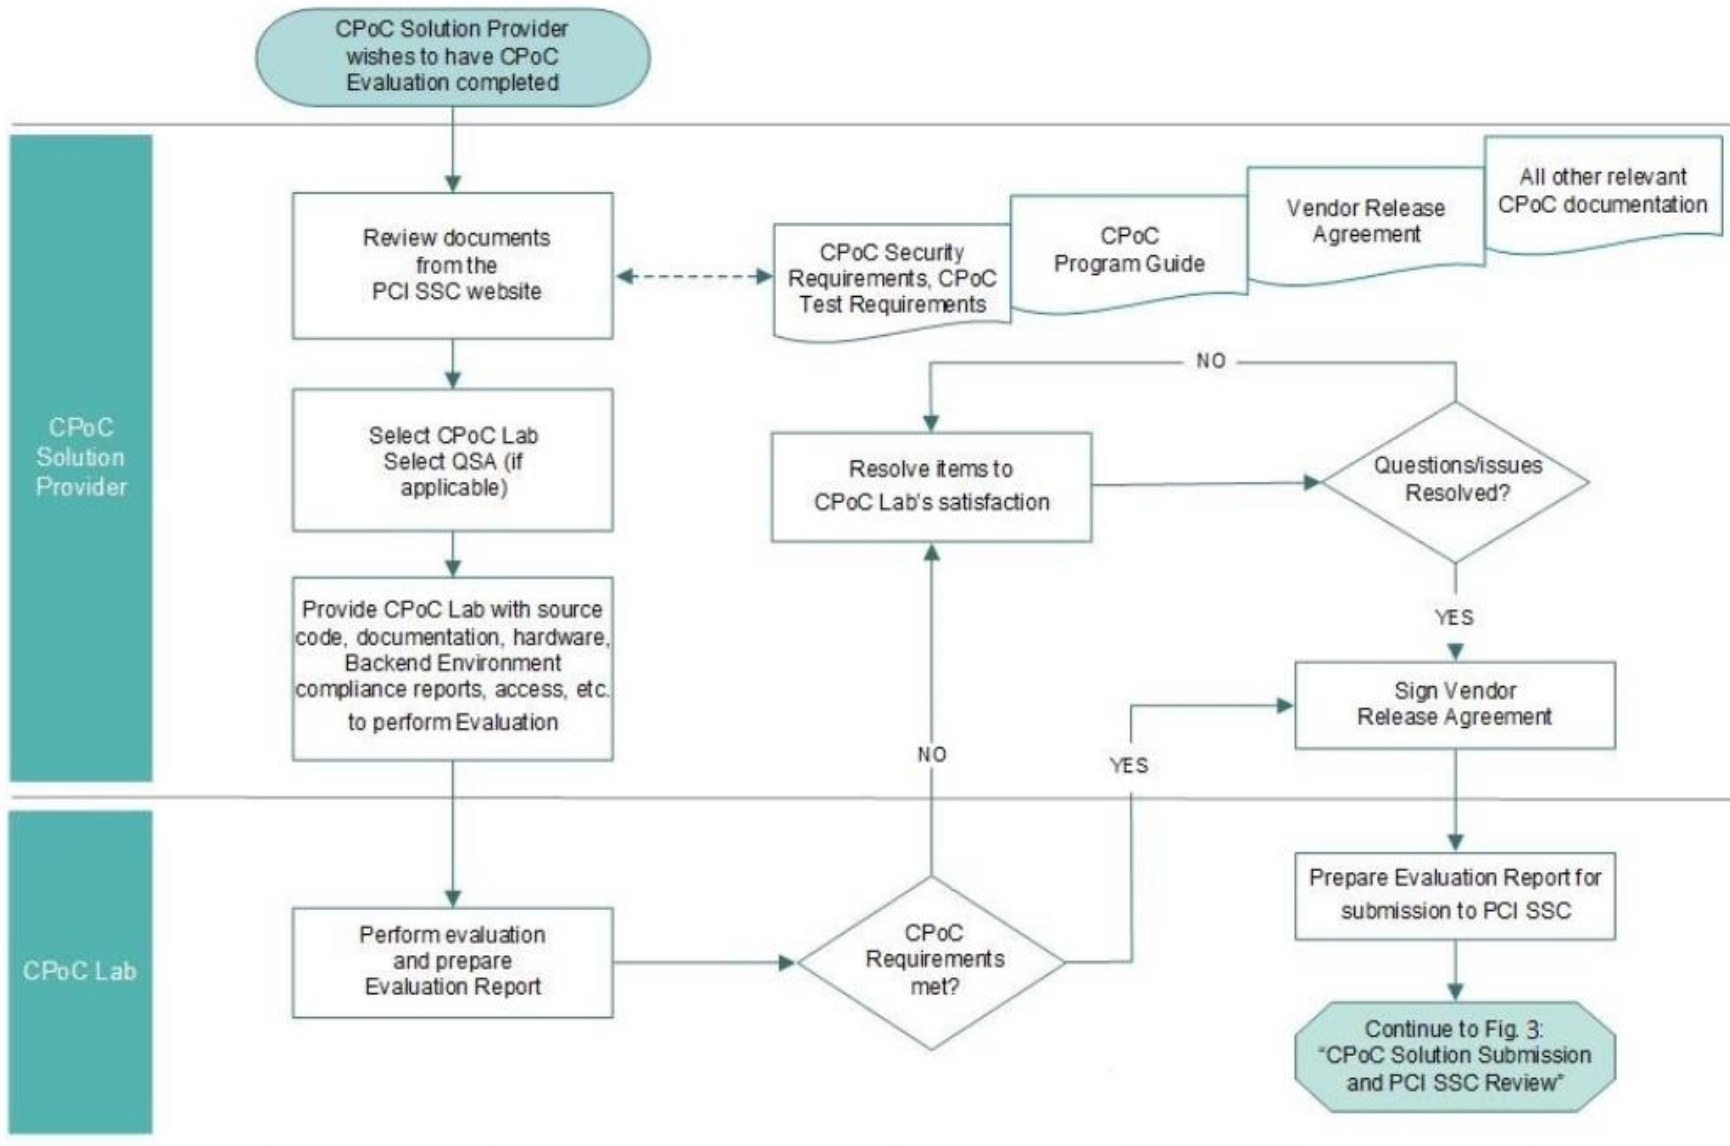 CPoC Solution Provider
wishes to have CPoC
Evaluation completed
CPoC
Solution
Provider
Review documents
from the
PCI SSC website
CPoC Security
Requirements, CPoC
Test Requirements
CPoC
Program Guide
Vendor Release
Agreement
All other relevant
CPoC documentation
Select CPoC Lab
Select QSA (if
applicable)
NO
Resolve items to
CPoC Lab's satisfaction
Questions/issues
Resolved?
Provide CPoC Lab with source
code, documentation, hardware,
Backend Environment
compliance reports, access, etc.
to perform Evaluation
YES
Sign Vendor
Release Agreement
NO
YES
CPoC Lab
Perform evaluation
and prepare
Evaluation Report
CPoC
Requirements
met?
Prepare Evaluation Report for
submission to PCI SSC
Continue to Fig. 3:
“CPoC Solution Submission
and PCI SSC Review”